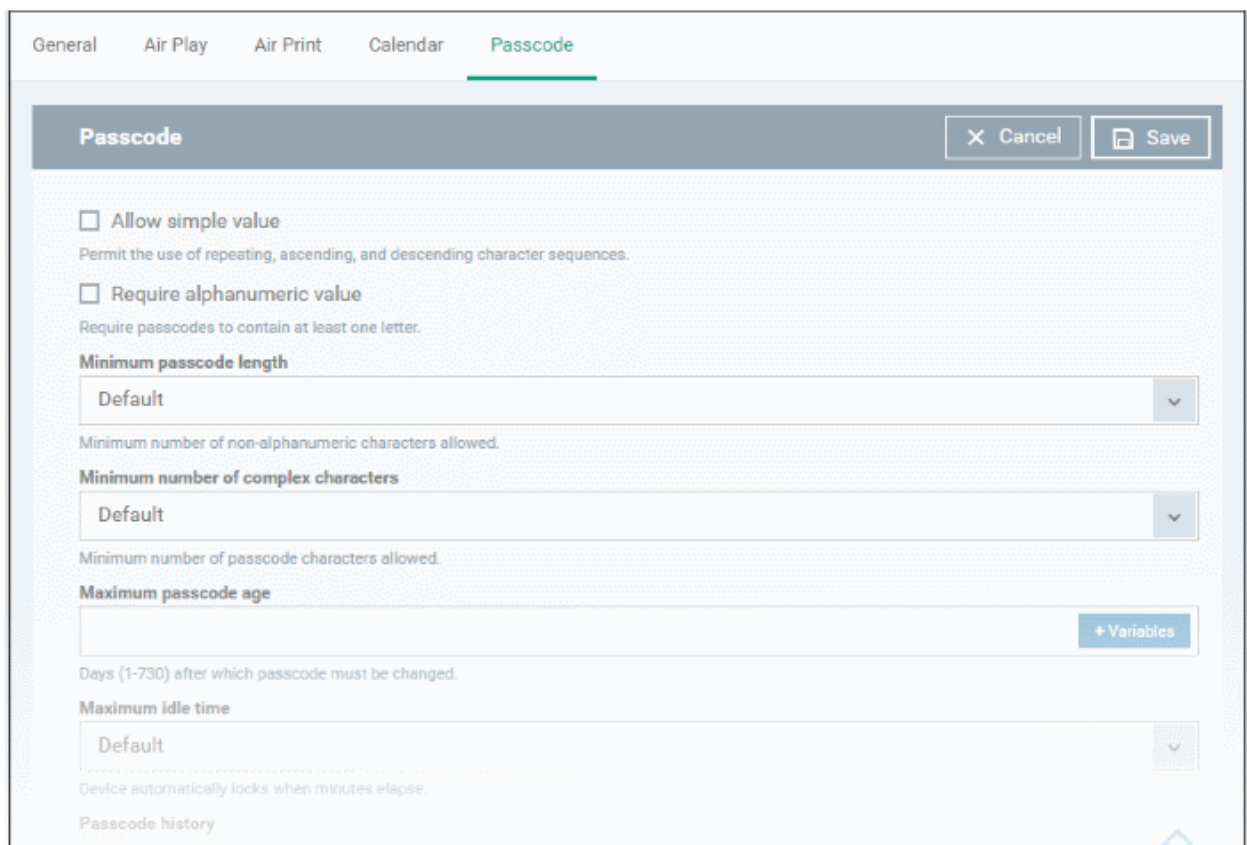 General Air Play Air Print Calendar Passcode
Passcode
Cancel Save
Allow simple value
Permit the use of repeating, ascending, and descending character sequences.
Require alphanumeric value
Require passcodes to contain at least one letter.
Minimum passcode length
Default
Minimum number of non-alphanumeric characters allowed.
Minimum number of complex characters
Default
Minimum number of passcode characters allowed.
Maximum passcode age
+ Variables
Days (1-730) after which passcode must be changed.
Maximum idle time
Default
Device automatically locks when minutes elapse.
Passcode history